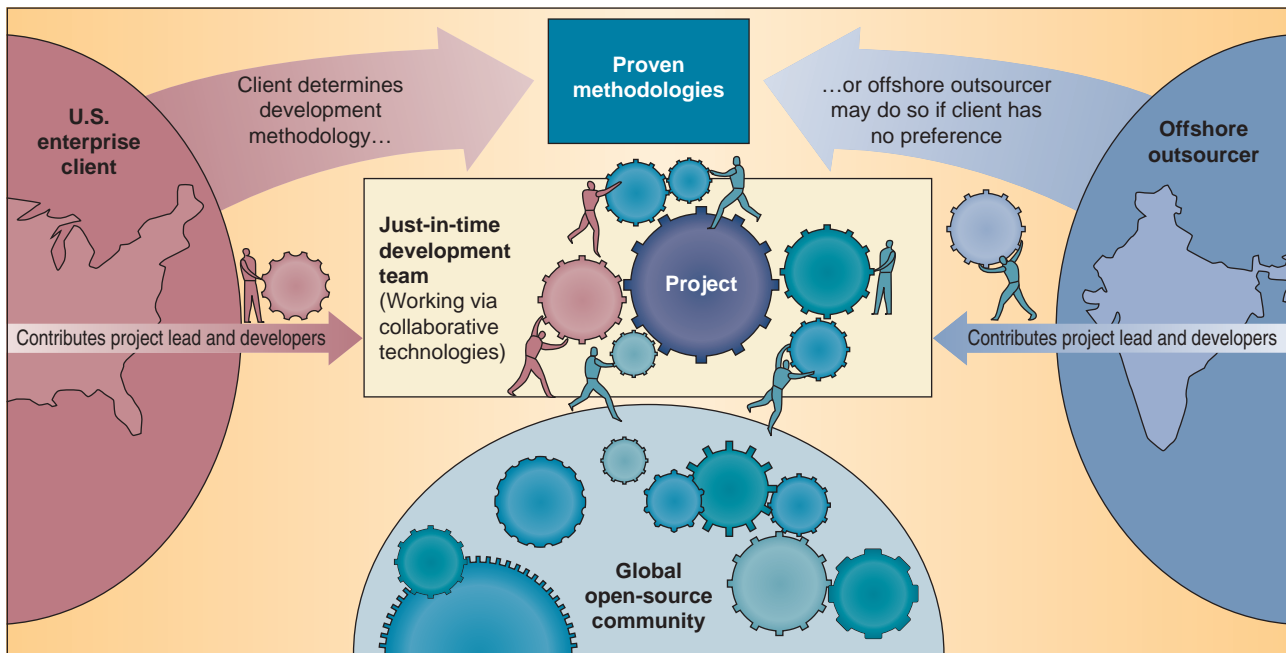 U.S.
enterprise
client
Client determines
development
methodology…
Proven
methodologies
…or offshore outsourcer
may do so if client has
no preference
Offshore
outsourcer
Just-in-time
development
team
(Working via
collaborative
technologies)
Project
Contributes project lead and developers
Contributes project lead and developers
Global
open-source
community